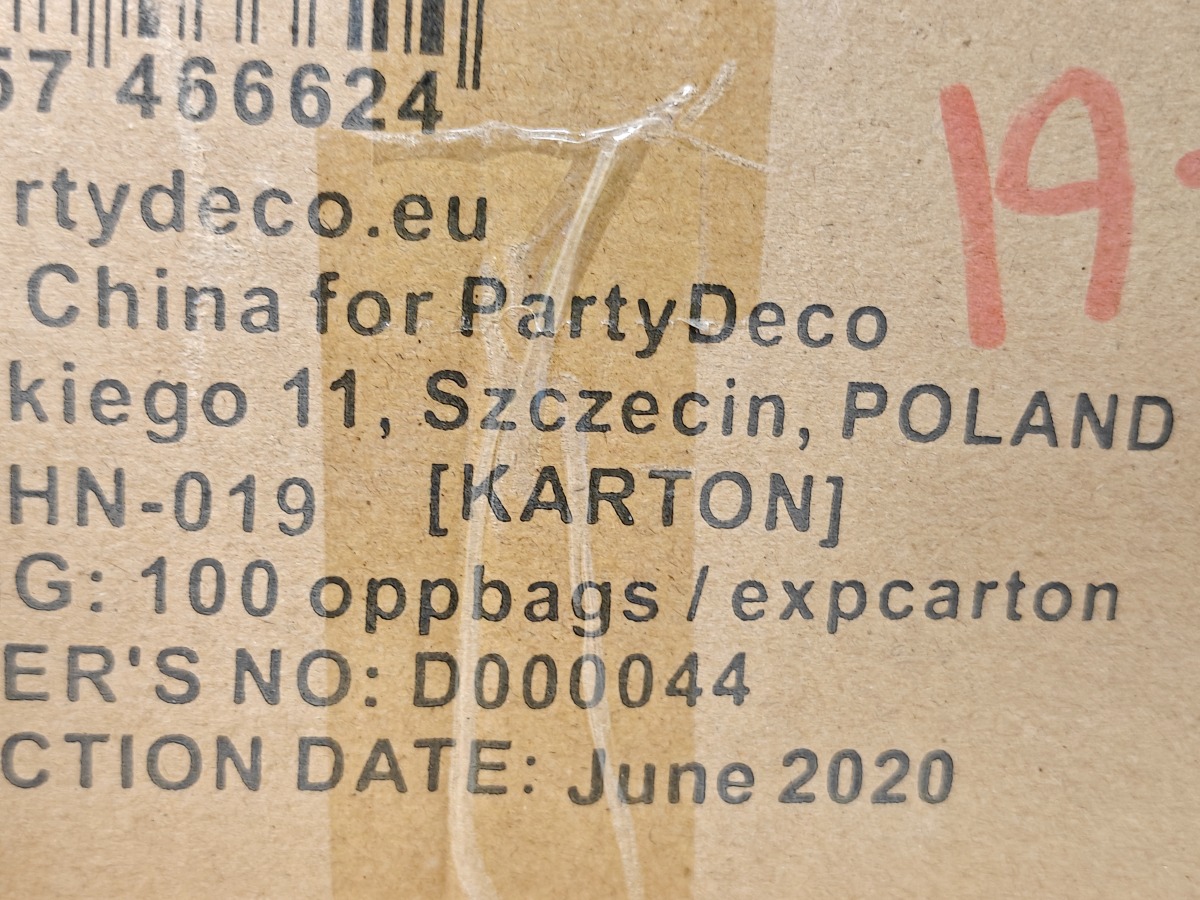 57 466624
19
rtydeco.eu
China for PartyDeco
kiego 11, Szczecin, POLAND
HN-019 [KARTON]
G: 100 oppbags / expcarton
ER'S NO: D000044
CTION DATE: June 2020